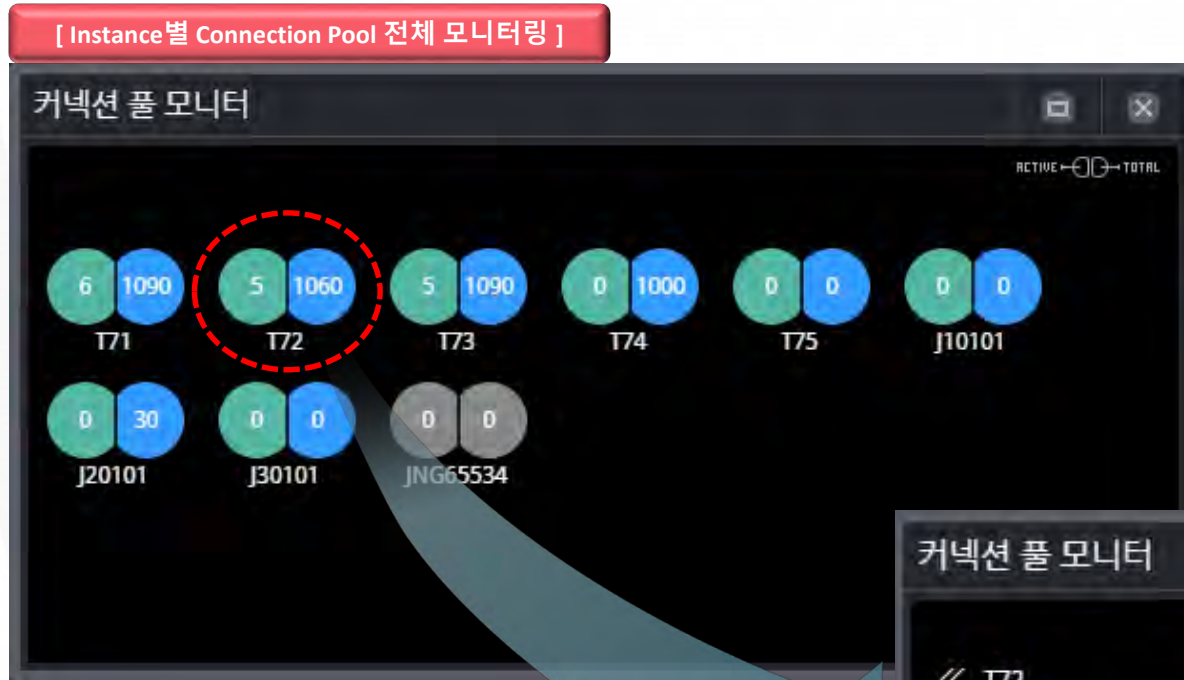 [ Instance별 Connection Pool 전체 모니터링 ]
커넥션 풀 모니터
ACTIVE TOTAL
6 1090 5 1060 5 1090 0 1000 0 0 0 0
T71 T72 T73 T74 T75 J10101
0 30 0 0 0 0
J20101 J30101 JNG65534
커넥션 풀 모니터